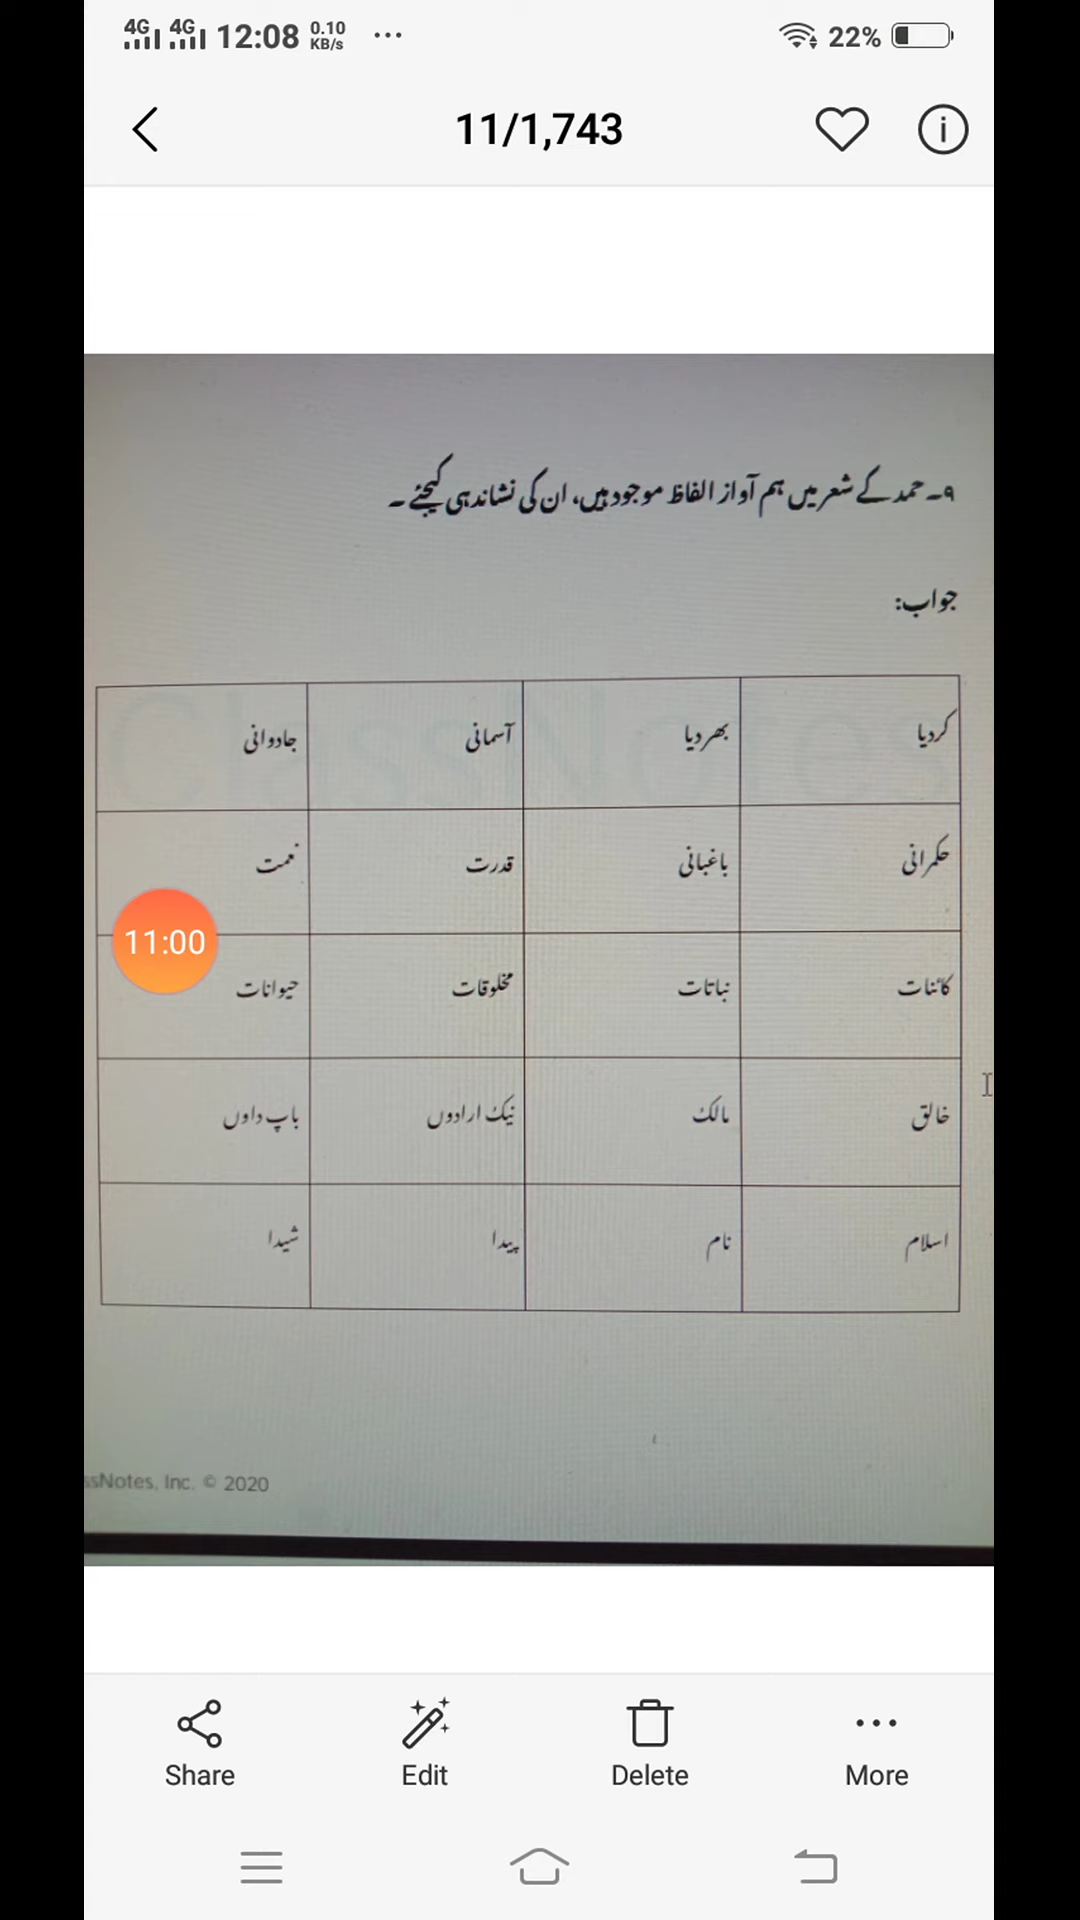 4G 4G 12:08 0.10 KB/s ... 22%
11/1,743
۹۔ حمد کے شعر میں ہم آواز الفاظ موجود ہیں، ان کی نشاندہی کیجئے۔
جواب:
کردیا بھردیا آسمانی جادوانی
حکمرانی باغبانی قدرت نعمت
کائنات نباتات مخلوقات حیوانات
خالق مالک نیک ارادوں باپ داوں
اسلام نام پیدا شیدا
ClassNotes
11:00
ssNotes, Inc. © 2020
Share Edit Delete More